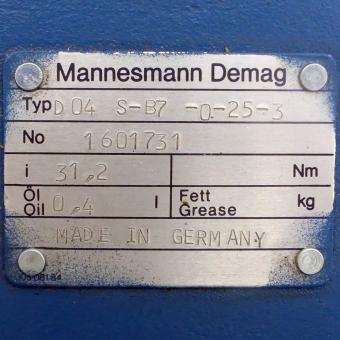 Mannesmann Demag
Typ D04 S-B7 -0-25-3
No 1601731
i 31,2 Nm
Öl Oil 0,4 l Fett Grease kg
MADE IN GERMANY